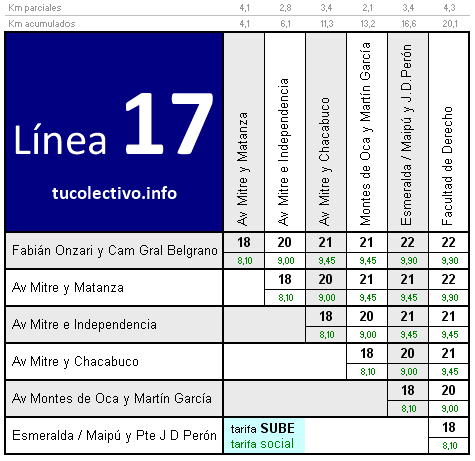 Km parciales 4,1 2,8 3,4 2,1 3,4 4,3
Km acumulados 4,1 6,1 11,3 13,2 16,6 20,1
Línea 17
tucolectivo.info
Av Mitre y Matanza
Av Mitre e Independencia
Av Mitre y Chacabuco
Montes de Oca y Martín García
Esmeralda / Maipú y J.D.Perón
Facultad de Derecho
Fabián Onzari y Cam Gral Belgrano
18 20 21 21 22 22
8,10 9,00 9,45 9,45 9,90 9,90
Av Mitre y Matanza
18 20 21 21 22
8,10 9,00 9,45 9,45 9,90
Av Mitre e Independencia
18 20 21 21
8,10 9,00 9,45 9,45
Av Mitre y Chacabuco
18 20 21
8,10 9,00 9,45
Av Montes de Oca y Martín García
18 20
8,10 9,00
Esmeralda / Maipú y Pte J D Perón
tarifa SUBE 18
tarifa social 8,10